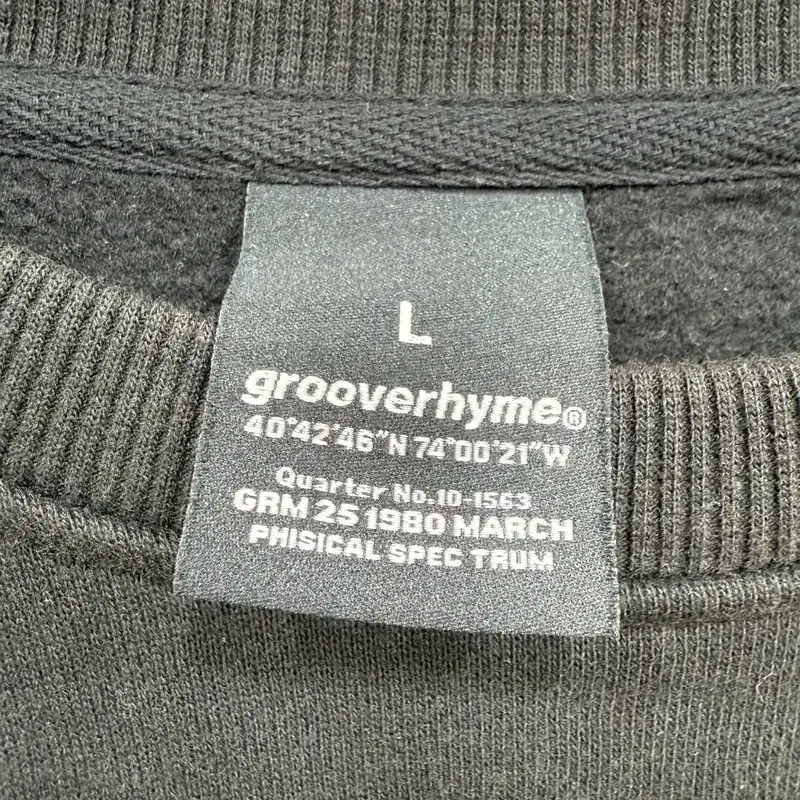 L
grooverhyme®
40°42'46"N 74°00'21"W
Quarter No.10-1563
GRM 25 1980 MARCH
PHISICAL SPEC TRUM